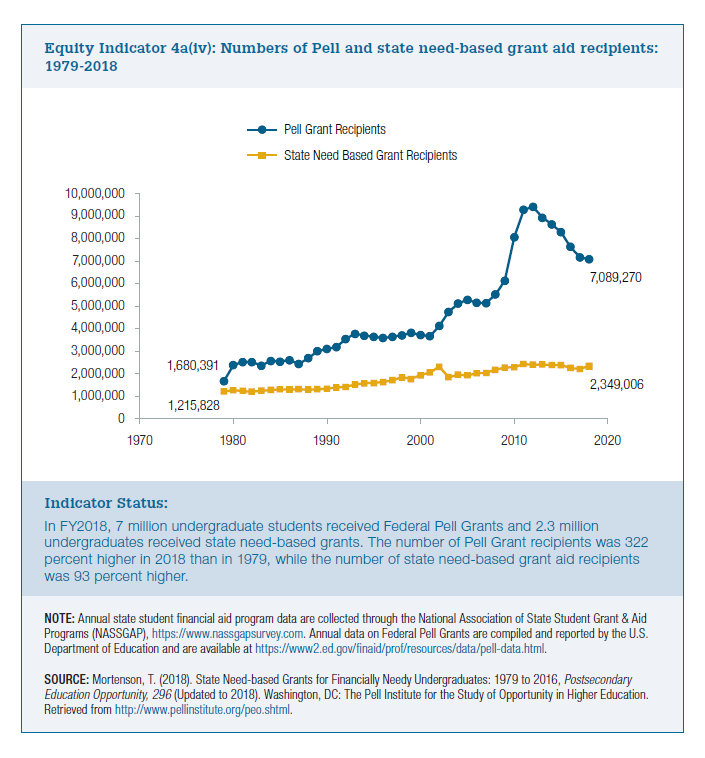 Equity Indicator 4a(iv): Numbers of Pell and state need-based grant aid recipients:
1979-2018
Pell Grant Recipients
State Need Based Grant Recipients
10,000,000
9,000,000
8,000,000
7,000,000
6,000,000
5,000,000
4,000,000
3,000,000
2,000,000
1,000,000
0
1,680,391
1,215,828
7,089,270
2,349,006
1970
1980
1990
2000
2010
2020
Indicator Status:
In FY2018, 7 million undergraduate students received Federal Pell Grants and 2.3 million
undergraduates received state need-based grants. The number of Pell Grant recipients was 322
percent higher in 2018 than in 1979, while the number of state need-based grant aid recipients
was 93 percent higher.
NOTE: Annual state student financial aid program data are collected through the National Association of State Student Grant & Aid
Programs (NASSGAP), https://www.nassgapsurvey.com. Annual data on Federal Pell Grants are compiled and reported by the U.S.
Department of Education and are available at https://www2.ed.gov/finaid/prof/resources/data/pell-data.html.
SOURCE: Mortenson, T. (2018). State Need-based Grants for Financially Needy Undergraduates: 1979 to 2016, Postsecondary
Education Opportunity, 296 (Updated to 2018). Washington, DC: The Pell Institute for the Study of Opportunity in Higher Education.
Retrieved from http://www.pellinstitute.org/peo.shtml.